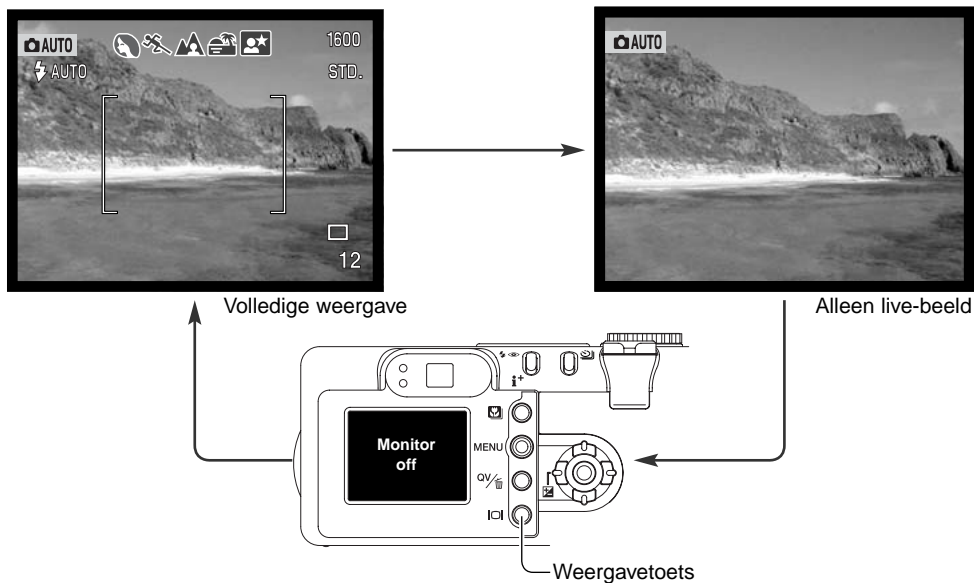 AUTO
1600
AUTO
STD.
12
AUTO
Volledige weergave
Alleen live-beeld
Monitor
off
MENU
QV/
Weergavetoets